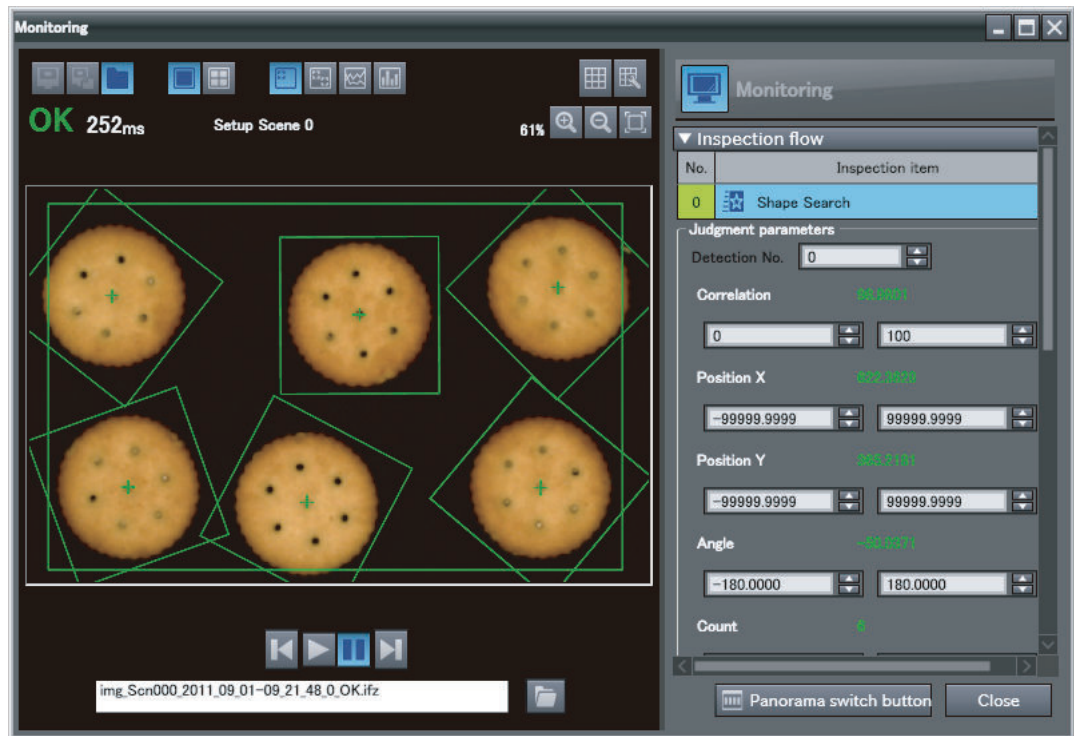 Monitoring
OK 252ms Setup Scene 0 61%
Monitoring
Inspection flow
No. Inspection item
0 Shape Search
Judgment parameters
Detection No. 0
Correlation
0 100
Position X
-99999.9999 99999.9999
Position Y
-99999.9999 99999.9999
Angle
-180.0000 180.0000
Count 6
img_Scn000_2011_09_01-09_21_48_0_OK.ifz
Panorama switch button Close